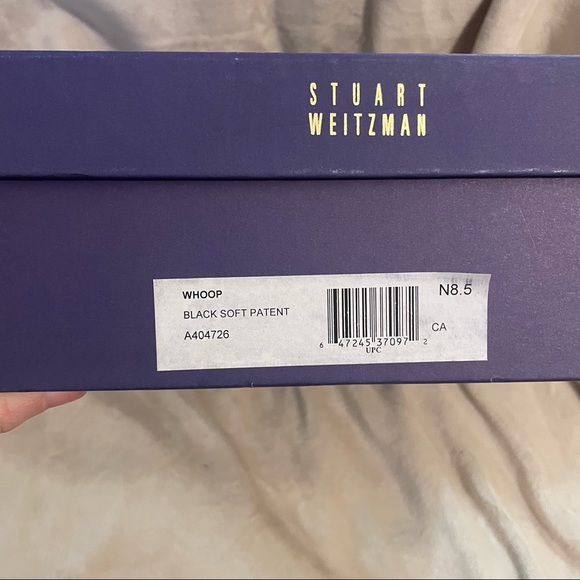 STUART
WEITZMAN
WHOOP
N8.5
BLACK SOFT PATENT
A404726
CA
6 47245 37097 2
UPC